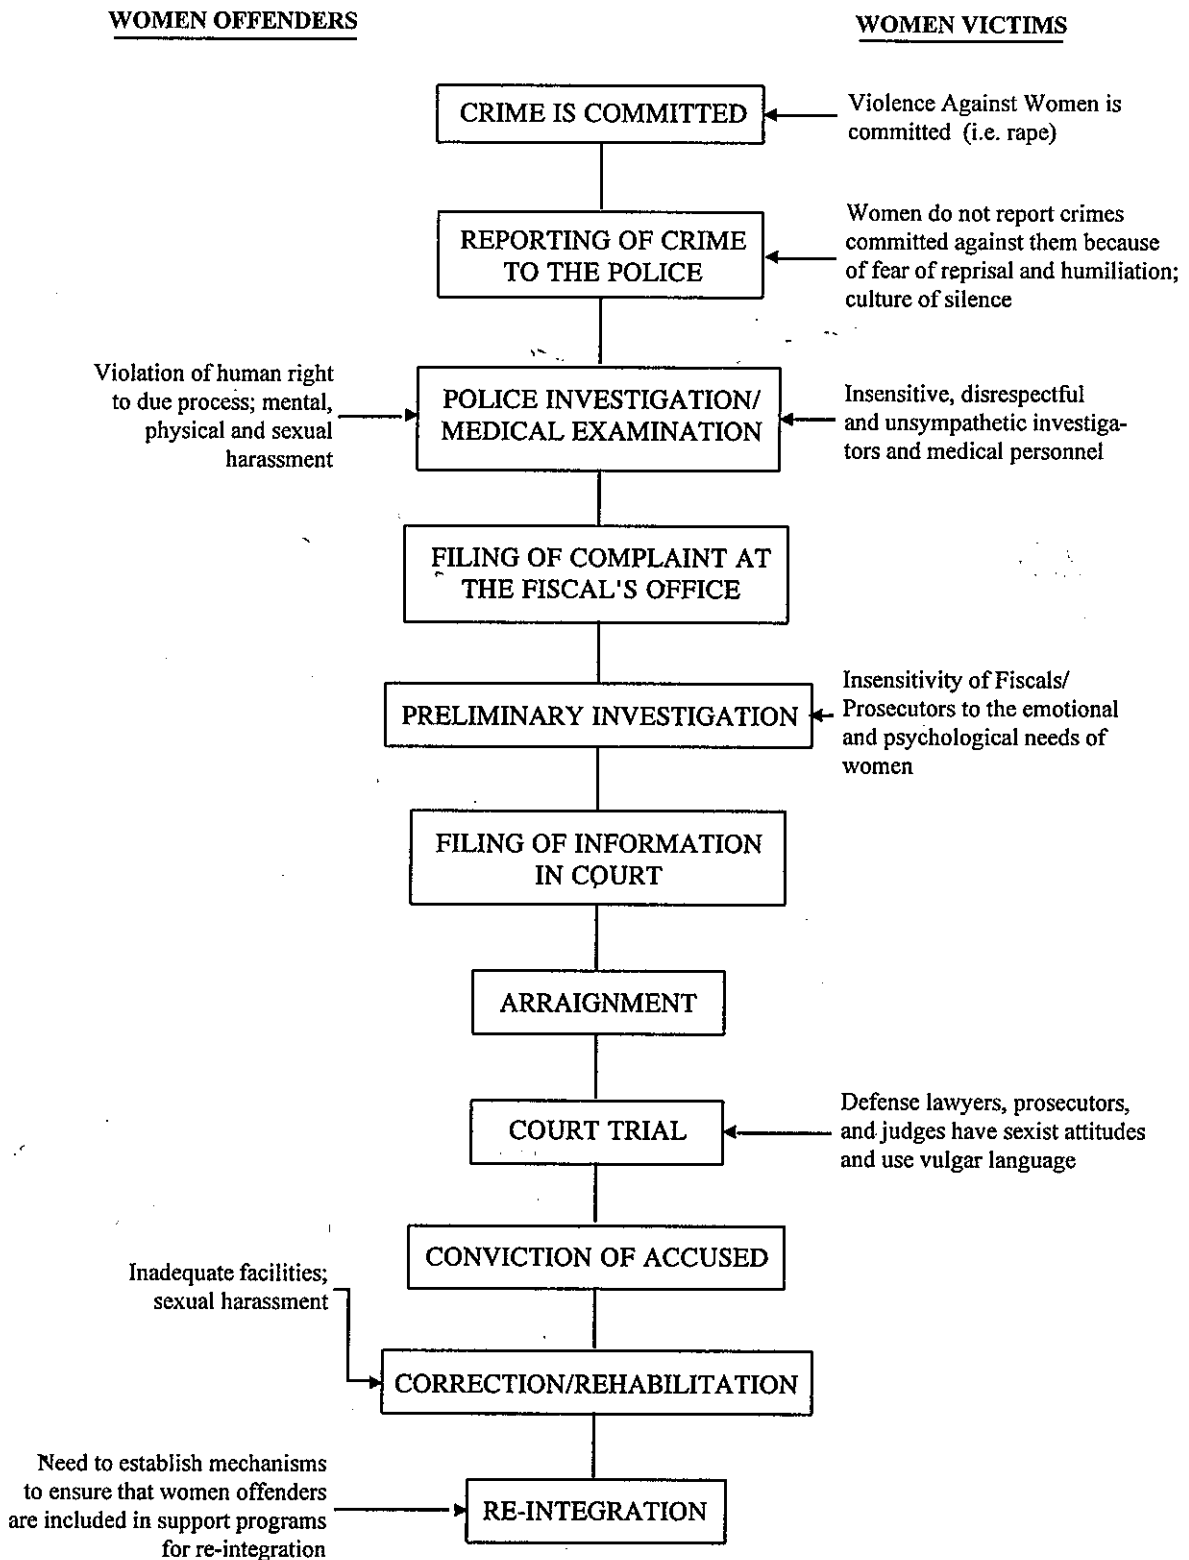 WOMEN OFFENDERS
WOMEN VICTIMS
CRIME IS COMMITTED
Violence Against Women is
committed (i.e. rape)
REPORTING OF CRIME
TO THE POLICE
Women do not report crimes
committed against them because
of fear of reprisal and humiliation;
culture of silence
Violation of human right
to due process; mental,
physical and sexual
harassment
POLICE INVESTIGATION/
MEDICAL EXAMINATION
Insensitive, disrespectful
and unsympathetic investiga-
tors and medical personnel
FILING OF COMPLAINT AT
THE FISCAL'S OFFICE
PRELIMINARY INVESTIGATION
Insensitivity of Fiscals/
Prosecutors to the emotional
and psychological needs of
women
FILING OF INFORMATION
IN COURT
ARRAIGNMENT
COURT TRIAL
Defense lawyers, prosecutors,
and judges have sexist attitudes
and use vulgar language
CONVICTION OF ACCUSED
Inadequate facilities;
sexual harassment
CORRECTION/REHABILITATION
Need to establish mechanisms
to ensure that women offenders
are included in support programs
for re-integration
RE-INTEGRATION